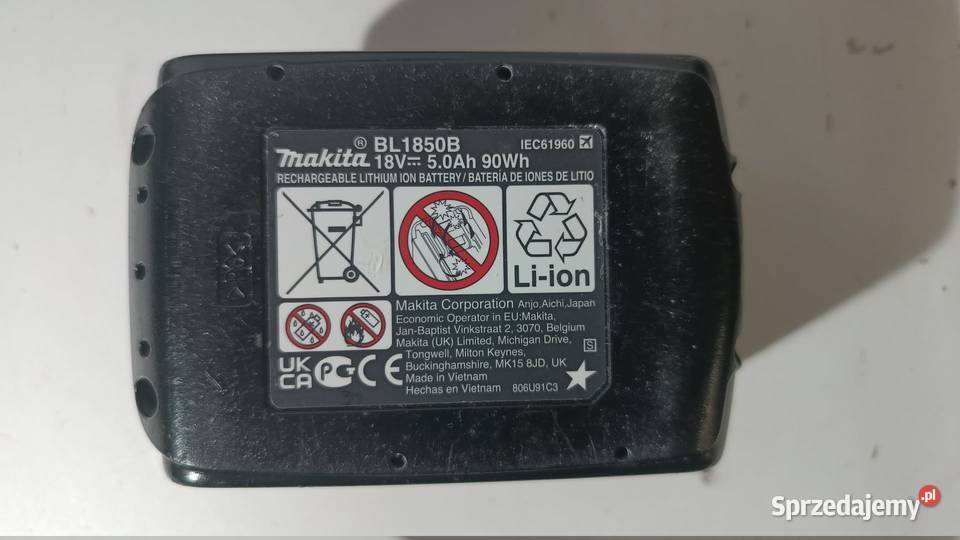 BL1850B
IEC61960
makita®
18V⎓ 5.0Ah 90Wh
RECHARGEABLE LITHIUM ION BATTERY / BATERÍA DE IONES DE LITIO
Li-ion
Makita Corporation Anjo,Aichi,Japan
Economic Operator in EU:Makita,
Jan-Baptist Vinkstraat 2, 3070, Belgium
Makita (UK) Limited, Michigan Drive,
Tongwell, Milton Keynes,
Buckinghamshire, MK15 8JD, UK
Made in Vietnam
Hechas en Vietnam
806U91C3
S
UK
CA
PC
CE
Sprzedajemy.pl